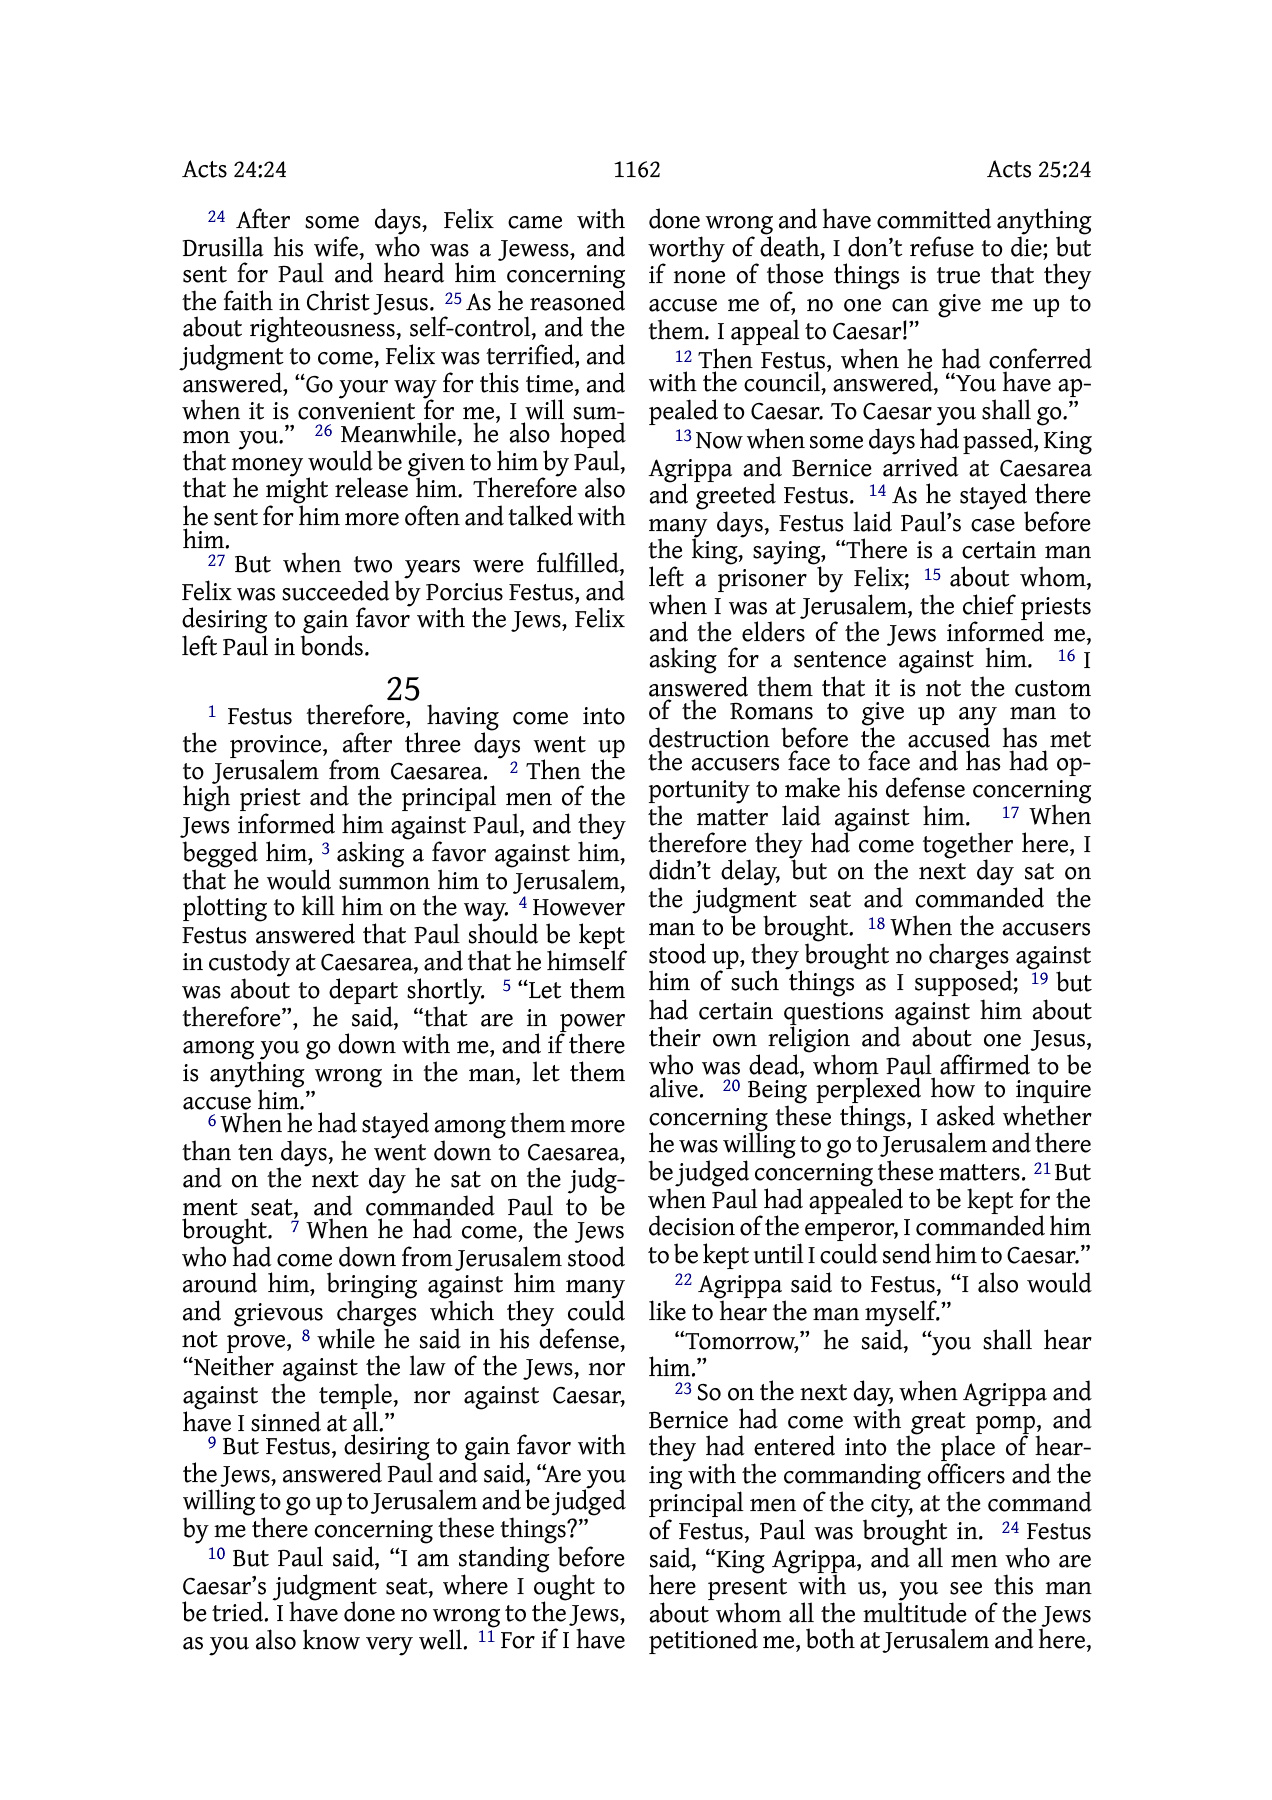 Acts 24:24
1162
Acts 25:24
24 After some days, Felix came with
Drusilla his wife, who was a Jewess, and
sent for Paul and heard him concerning
the faith in Christ Jesus. 25 As he reasoned
about righteousness, self-control, and the
judgment to come, Felix was terrified, and
answered, “Go your way for this time, and
when it is convenient for me, I will sum-
mon you.” 26 Meanwhile, he also hoped
that money would be given to him by Paul,
that he might release him. Therefore also
he sent for him more often and talked with
him.
27 But when two years were fulfilled,
Felix was succeeded by Porcius Festus, and
desiring to gain favor with the Jews, Felix
left Paul in bonds.
25
1 Festus therefore, having come into
the province, after three days went up
to Jerusalem from Caesarea. 2 Then the
high priest and the principal men of the
Jews informed him against Paul, and they
begged him, 3 asking a favor against him,
that he would summon him to Jerusalem,
plotting to kill him on the way. 4 However
Festus answered that Paul should be kept
in custody at Caesarea, and that he himself
was about to depart shortly. 5 “Let them
therefore”, he said, “that are in power
among you go down with me, and if there
is anything wrong in the man, let them
accuse him.”
6 When he had stayed among them more
than ten days, he went down to Caesarea,
and on the next day he sat on the judg-
ment seat, and commanded Paul to be
brought. 7 When he had come, the Jews
who had come down from Jerusalem stood
around him, bringing against him many
and grievous charges which they could
not prove, 8 while he said in his defense,
“Neither against the law of the Jews, nor
against the temple, nor against Caesar,
have I sinned at all.”
9 But Festus, desiring to gain favor with
the Jews, answered Paul and said, “Are you
willing to go up to Jerusalem and be judged
by me there concerning these things?”
10 But Paul said, “I am standing before
Caesar’s judgment seat, where I ought to
be tried. I have done no wrong to the Jews,
as you also know very well. 11 For if I have
done wrong and have committed anything
worthy of death, I don’t refuse to die; but
if none of those things is true that they
accuse me of, no one can give me up to
them. I appeal to Caesar!”
12 Then Festus, when he had conferred
with the council, answered, “You have ap-
pealed to Caesar. To Caesar you shall go.”
13 Now when some days had passed, King
Agrippa and Bernice arrived at Caesarea
and greeted Festus. 14 As he stayed there
many days, Festus laid Paul’s case before
the king, saying, “There is a certain man
left a prisoner by Felix; 15 about whom,
when I was at Jerusalem, the chief priests
and the elders of the Jews informed me,
asking for a sentence against him. 16 I
answered them that it is not the custom
of the Romans to give up any man to
destruction before the accused has met
the accusers face to face and has had op-
portunity to make his defense concerning
the matter laid against him. 17 When
therefore they had come together here, I
didn’t delay, but on the next day sat on
the judgment seat and commanded the
man to be brought. 18 When the accusers
stood up, they brought no charges against
him of such things as I supposed; 19 but
had certain questions against him about
their own religion and about one Jesus,
who was dead, whom Paul affirmed to be
alive. 20 Being perplexed how to inquire
concerning these things, I asked whether
he was willing to go to Jerusalem and there
be judged concerning these matters. 21 But
when Paul had appealed to be kept for the
decision of the emperor, I commanded him
to be kept until I could send him to Caesar.”
22 Agrippa said to Festus, “I also would
like to hear the man myself.”
“Tomorrow,” he said, “you shall hear
him.”
23 So on the next day, when Agrippa and
Bernice had come with great pomp, and
they had entered into the place of hear-
ing with the commanding officers and the
principal men of the city, at the command
of Festus, Paul was brought in. 24 Festus
said, “King Agrippa, and all men who are
here present with us, you see this man
about whom all the multitude of the Jews
petitioned me, both at Jerusalem and here,